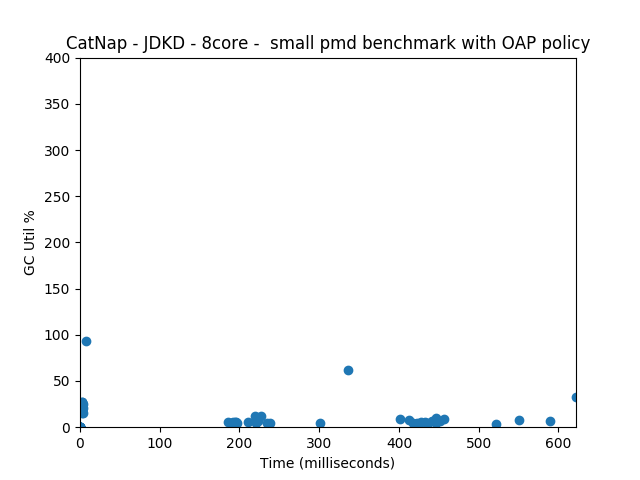 CatNap - JDKD - 8core -  small pmd benchmark with OAP policy
400
350
300
250
200
150
100
50
0
GC Util %
0 100 200 300 400 500 600
Time (milliseconds)